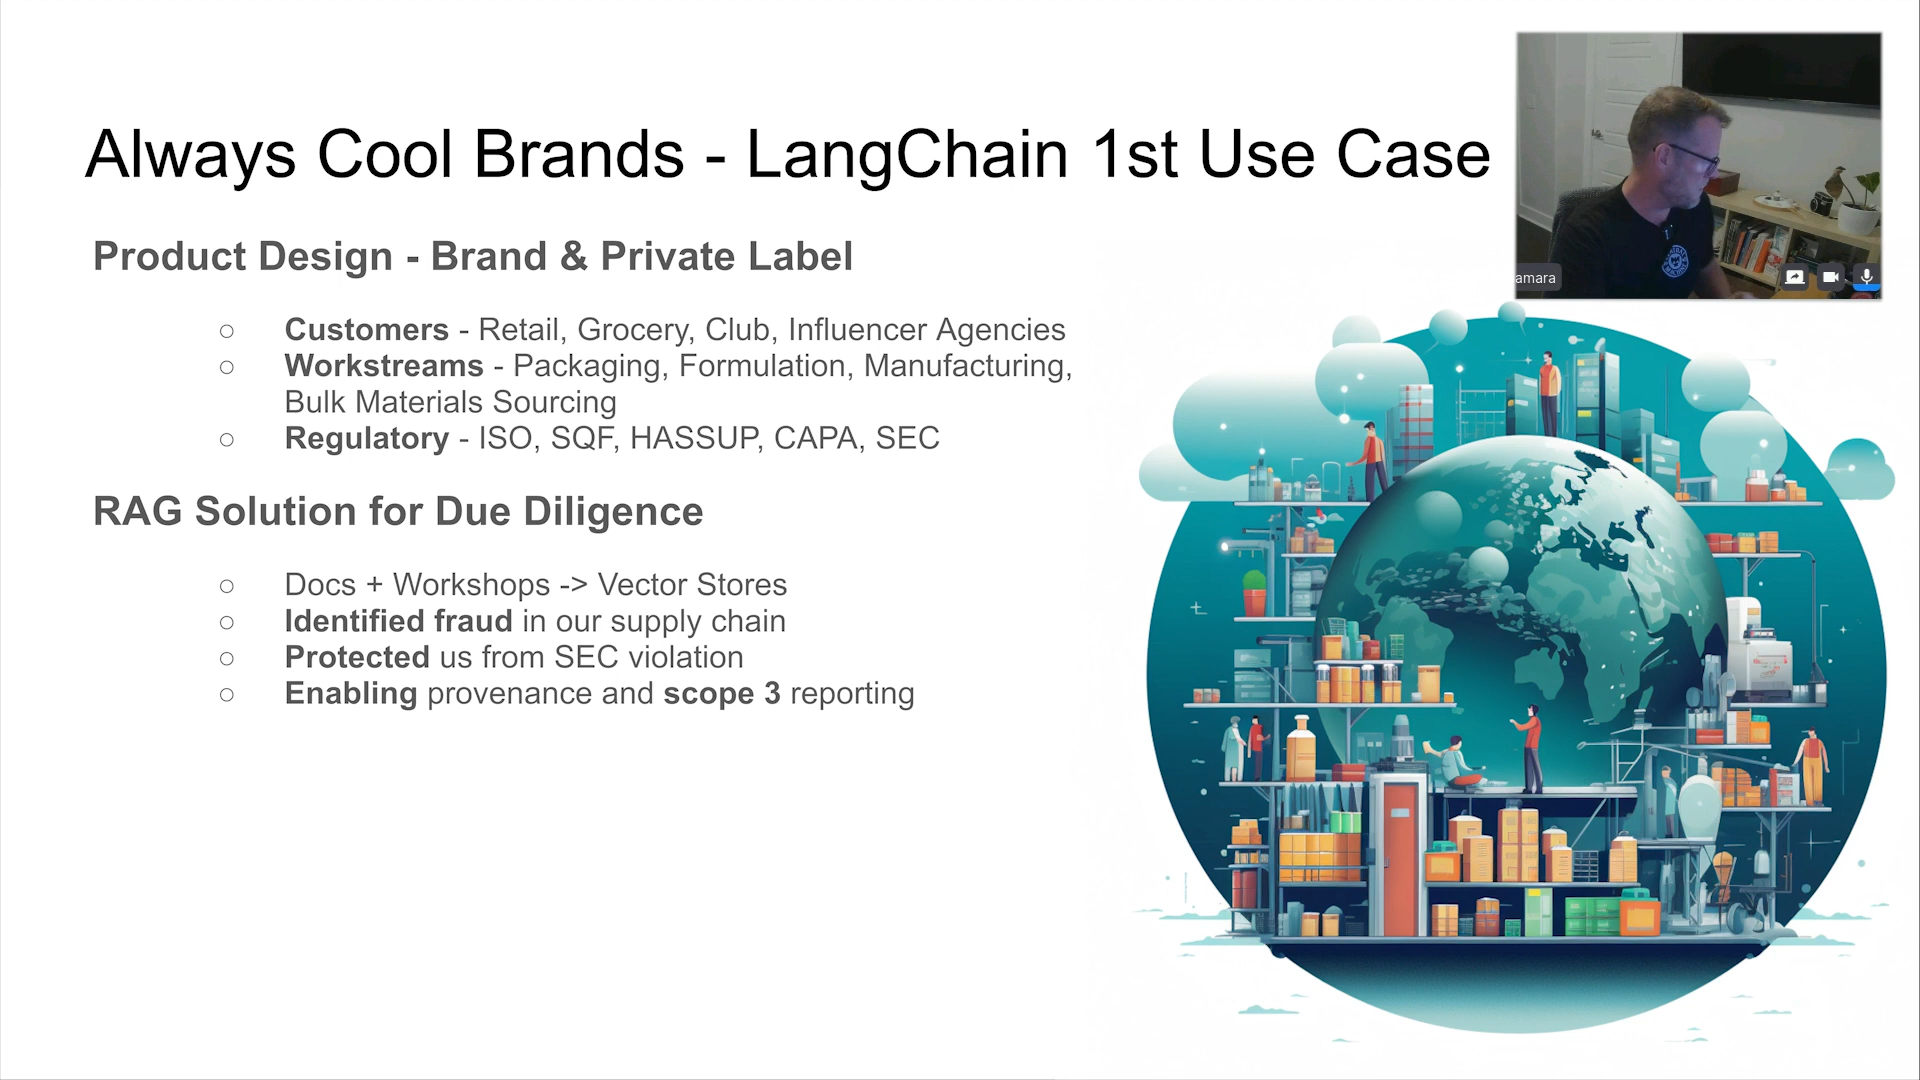 Always Cool Brands - LangChain 1st Use Case
amara
Product Design - Brand & Private Label
○ Customers - Retail, Grocery, Club, Influencer Agencies
○ Workstreams - Packaging, Formulation, Manufacturing,
Bulk Materials Sourcing
○ Regulatory - ISO, SQF, HASSUP, CAPA, SEC
RAG Solution for Due Diligence
○ Docs + Workshops -> Vector Stores
○ Identified fraud in our supply chain
○ Protected us from SEC violation
○ Enabling provenance and scope 3 reporting